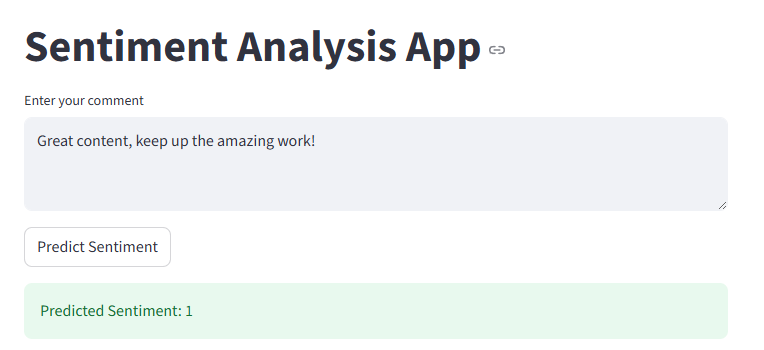 Sentiment Analysis App
Enter your comment
Great content, keep up the amazing work!
Predict Sentiment
Predicted Sentiment: 1